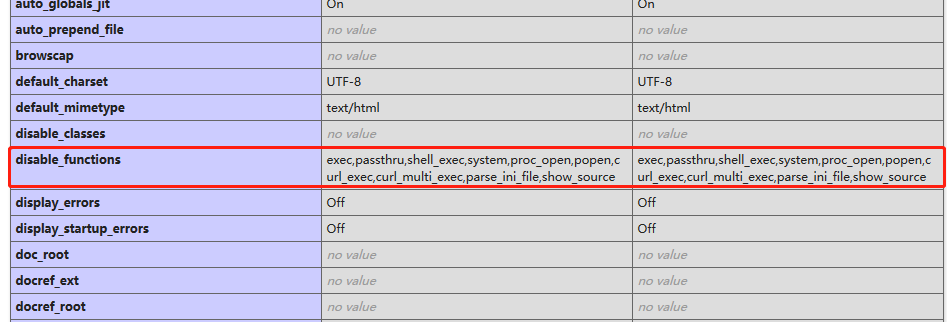 auto_globals_jit On On
auto_prepend_file no value no value
browscap no value no value
default_charset UTF-8 UTF-8
default_mimetype text/html text/html
disable_classes no value no value
disable_functions exec,passthru,shell_exec,system,proc_open,popen,c exec,passthru,shell_exec,system,proc_open,popen,c
url_exec,curl_multi_exec,parse_ini_file,show_source url_exec,curl_multi_exec,parse_ini_file,show_source
display_errors Off Off
display_startup_errors Off Off
doc_root no value no value
docref_ext no value no value
docref_root no value no value